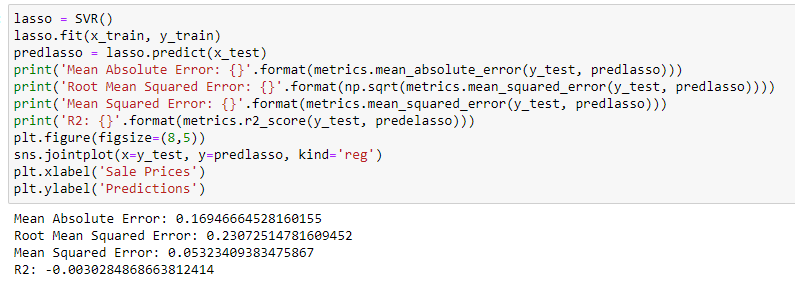 lasso = SVR()
lasso.fit(x_train, y_train)
predlasso = lasso.predict(x_test)
print('Mean Absolute Error: {}'.format(metrics.mean_absolute_error(y_test, predlasso)))
print('Root Mean Squared Error: {}'.format(np.sqrt(metrics.mean_squared_error(y_test, predlasso))))
print('Mean Squared Error: {}'.format(metrics.mean_squared_error(y_test, predlasso)))
print('R2: {}'.format(metrics.r2_score(y_test, predelasso)))
plt.figure(figsize=(8,5))
sns.jointplot(x=y_test, y=predlasso, kind='reg')
plt.xlabel('Sale Prices')
plt.ylabel('Predictions')
Mean Absolute Error: 0.16946664528160155
Root Mean Squared Error: 0.23072514781609452
Mean Squared Error: 0.05323409383475867
R2: -0.0030284868663812414